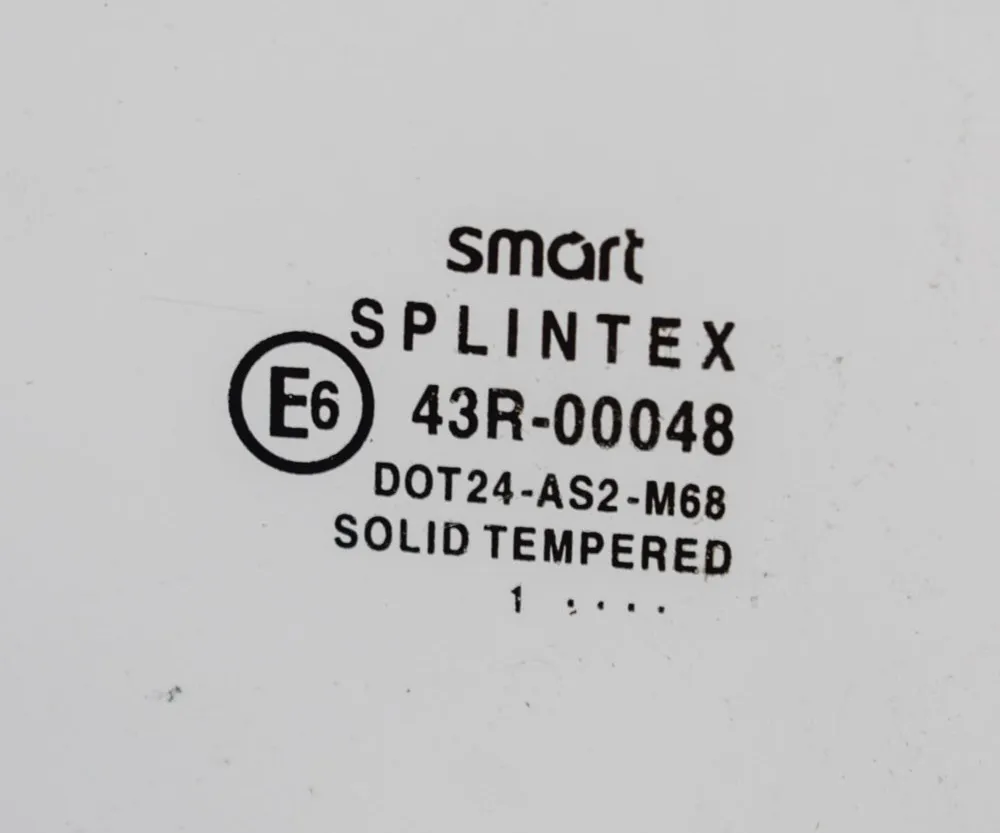 smart
SPLINTEX
E6 43R-00048
DOT24-AS2-M68
SOLID TEMPERED
1 . . . .